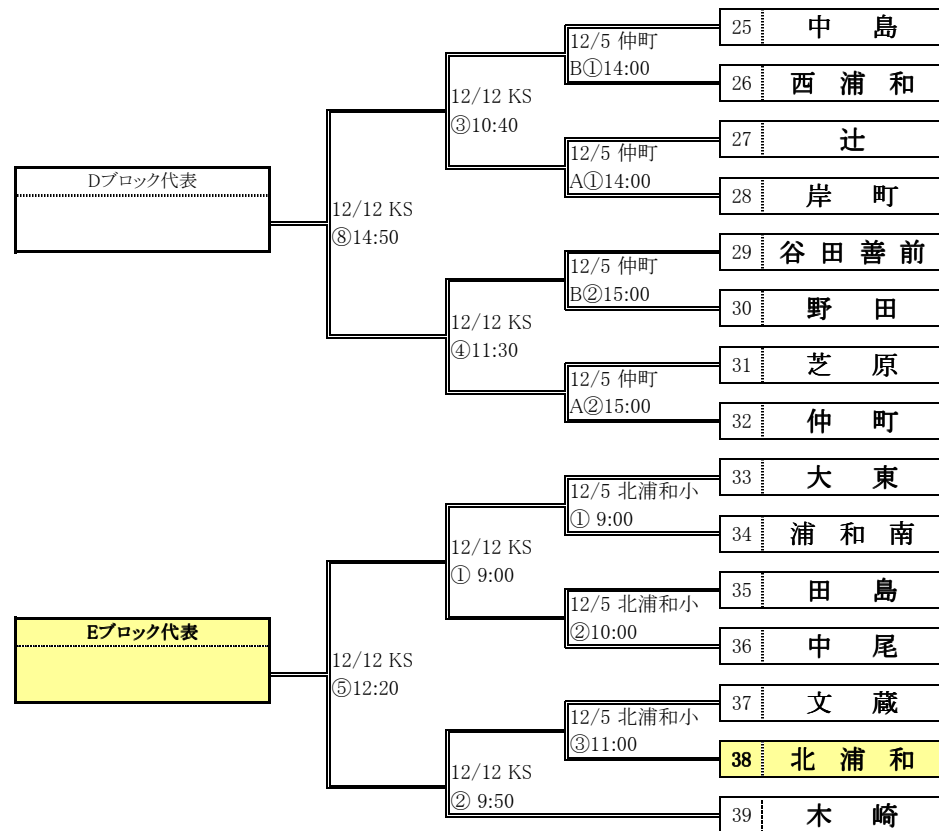 25 中島
12/5 仲町
B①14:00
26 西浦和
12/12 KS
③10:40
27 辻
12/5 仲町
A①14:00
28 岸町
Dブロック代表
12/12 KS
⑧14:50
29 谷田善前
12/5 仲町
B②15:00
30 野田
12/12 KS
④11:30
31 芝原
12/5 仲町
A②15:00
32 仲町
33 大東
12/5 北浦和小
① 9:00
34 浦和南
12/12 KS
① 9:00
35 田島
12/5 北浦和小
②10:00
36 中尾
Eブロック代表
12/12 KS
⑤12:20
37 文蔵
12/5 北浦和小
③11:00
38 北浦和
12/12 KS
② 9:50
39 木崎